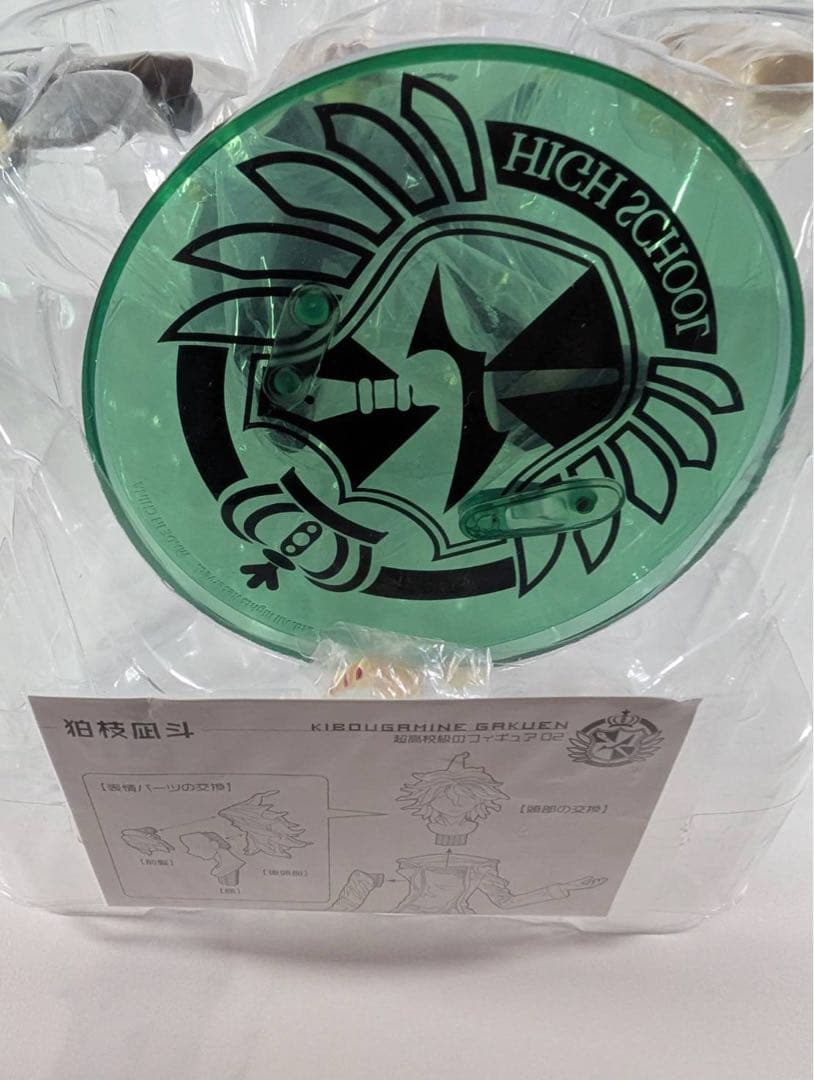 HIGH SCHOOL
狛枝凪斗
KIBOUGAMINE GAKUEN
超高校級のフィギュア02
【表情パーツの交換】
【頭部の交換】
【前髪】
【後頭部】
【顔】